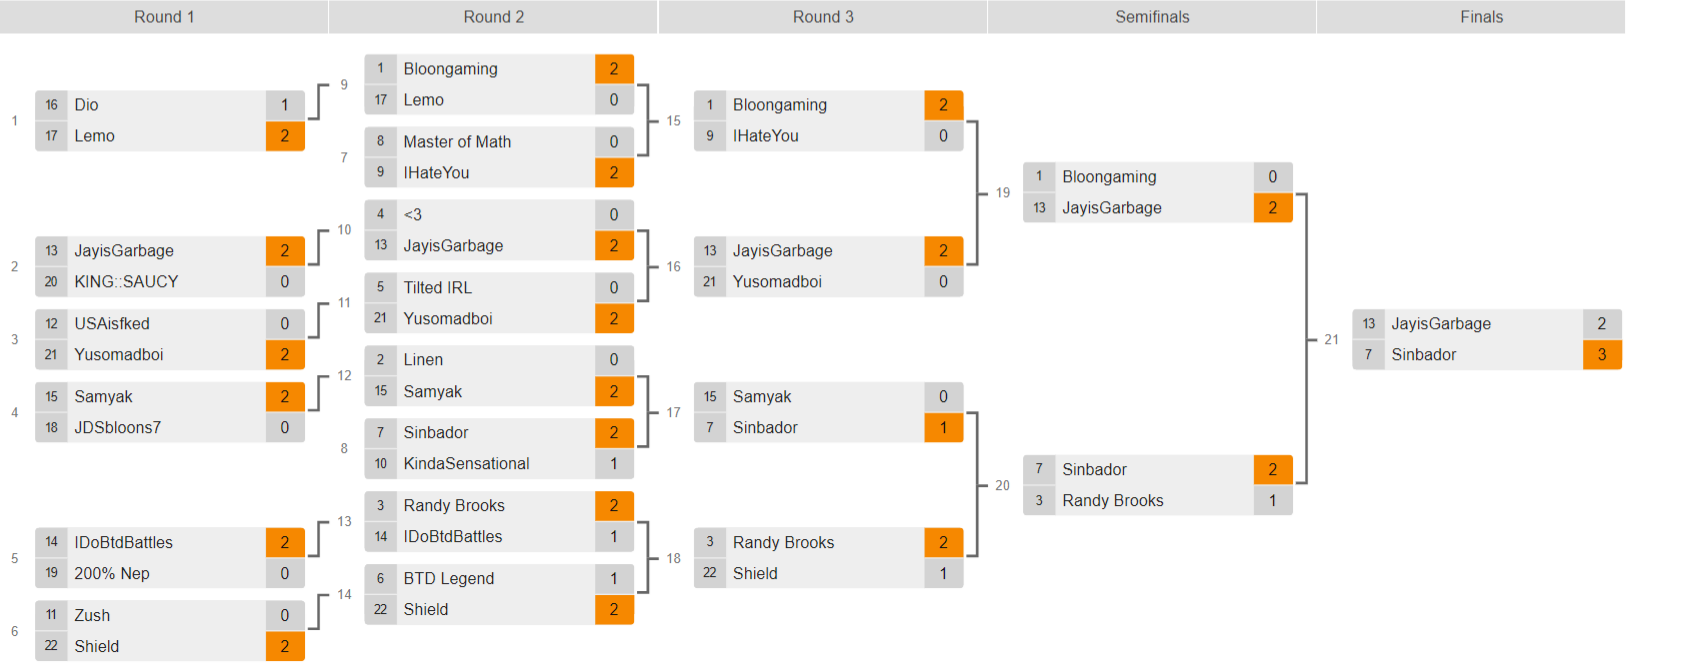 Round 1
Round 2
Round 3
Semifinals
Finals
1
16 Dio 1
17 Lemo 2
2
13 JayisGarbage 2
20 KING::SAUCY 0
3
12 USAisfked 0
21 Yusomadboi 2
4
15 Samyak 2
18 JDSbloons7 0
5
14 IDoBtdBattles 2
19 200% Nep 0
6
11 Zush 0
22 Shield 2
9
1 Bloongaming 2
17 Lemo 0
7
8 Master of Math 0
9 IHateYou 2
10
4 <3 0
13 JayisGarbage 2
11
5 Tilted IRL 0
21 Yusomadboi 2
12
2 Linen 0
15 Samyak 2
8
7 Sinbador 2
10 KindaSensational 1
13
3 Randy Brooks 2
14 IDoBtdBattles 1
14
6 BTD Legend 1
22 Shield 2
15
1 Bloongaming 2
9 IHateYou 0
16
13 JayisGarbage 2
21 Yusomadboi 0
17
15 Samyak 0
7 Sinbador 1
18
3 Randy Brooks 2
22 Shield 1
19
1 Bloongaming 0
13 JayisGarbage 2
20
7 Sinbador 2
3 Randy Brooks 1
21
13 JayisGarbage 2
7 Sinbador 3